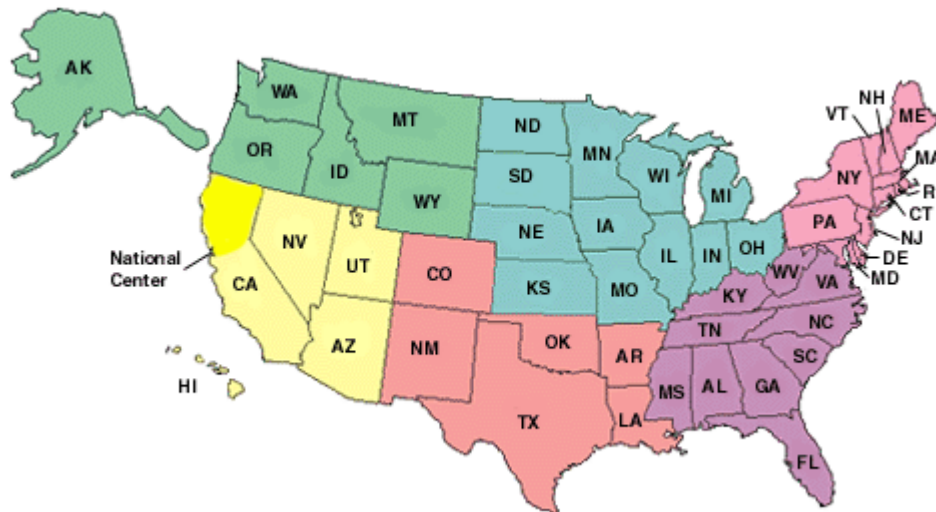 AK
WA
MT
ND
MN
VT
NH
ME
OR
ID
SD
WI
MI
NY
MA
R
WY
NE
IA
PA
CT
NJ
National
Center
NV
UT
CO
IL
IN
OH
DE
MD
CA
KS
MO
WV
VA
KY
AZ
NM
OK
AR
TN
NC
SC
HI
TX
LA
MS
AL
GA
FL